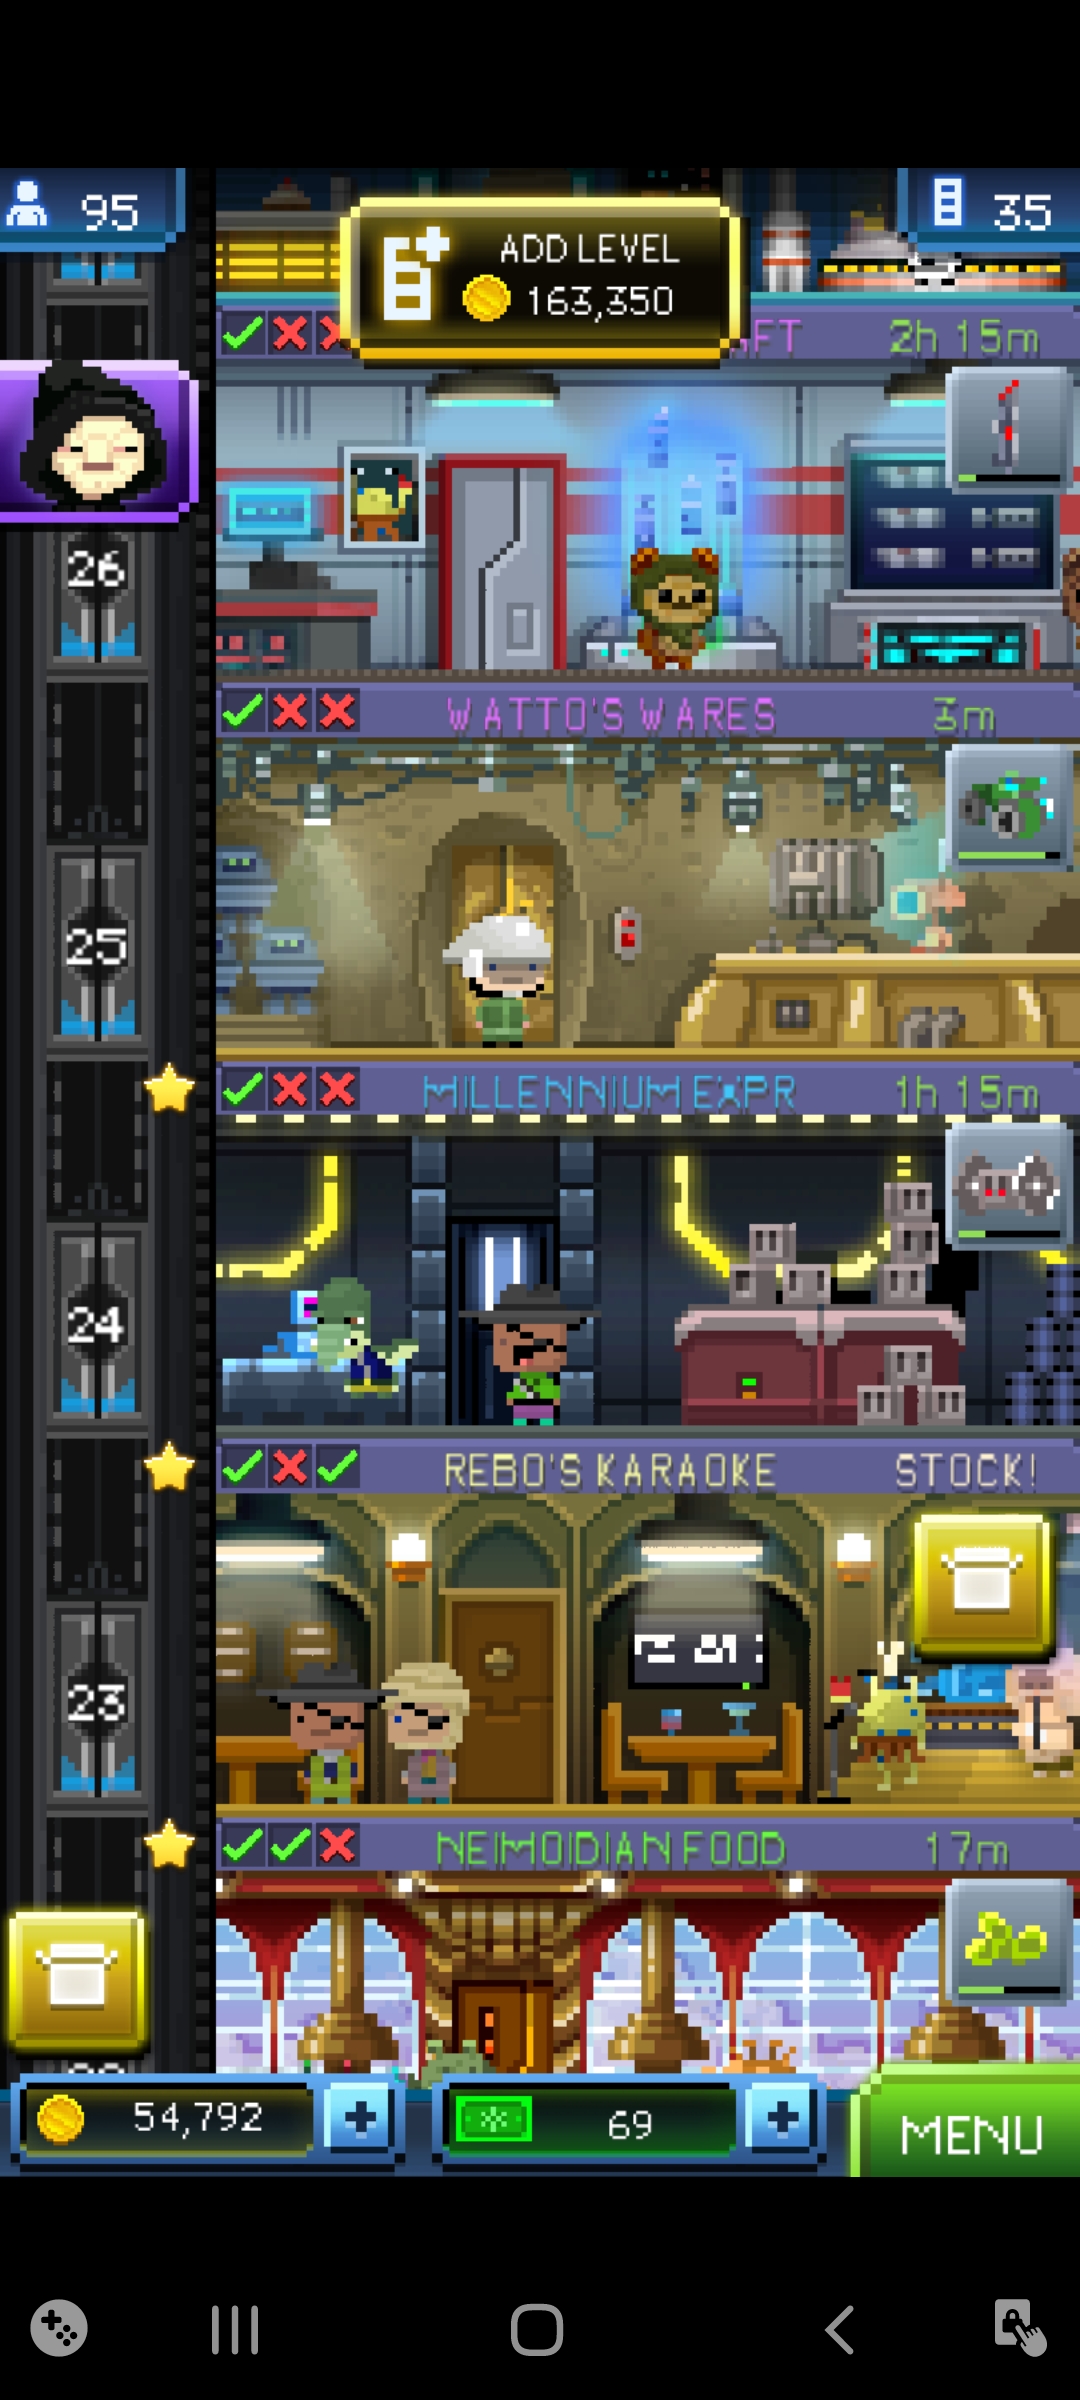 95
35
ADD LEVEL
163,350
AFT
2h 15m
26
WATTO'S WARES
3m
25
MILLENNIUM EXPR
1h 15m
24
REBO'S KARAOKE
STOCK!
23
NEIMOIDIAN FOOD
17m
54,792
69
MENU